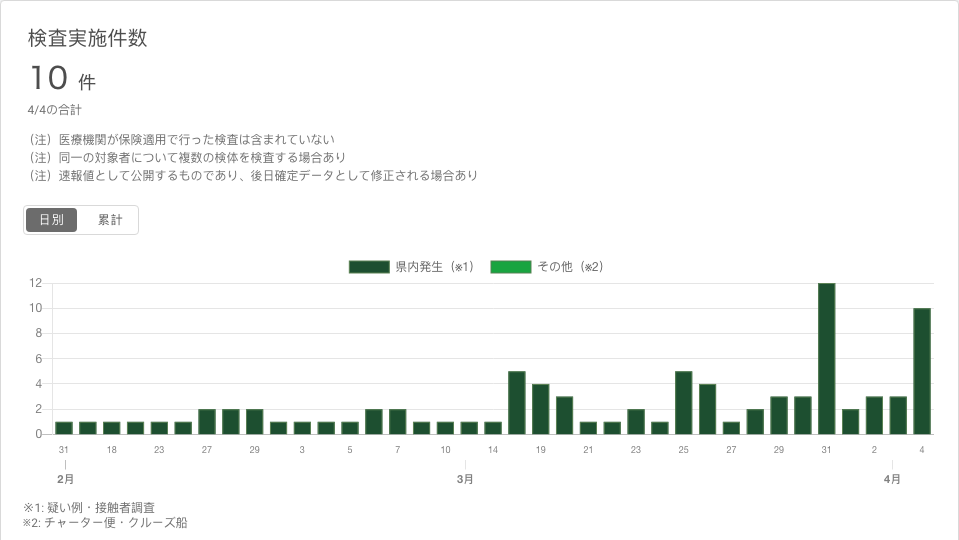 検査実施件数
10 件
4/4の合計
（注）医療機関が保険適用で行った検査は含まれていない
（注）同一の対象者について複数の検体を検査する場合あり
（注）速報値として公開するものであり、後日確定データとして修正される場合あり
日別 累計
県内発生（※1） その他（※2）
12
10
8
6
4
2
0
31 18 23 27 29 3 5 7 10 14 19 21 23 25 27 29 31 2 4
2月 3月 4月
※1: 疑い例・接触者調査
※2: チャーター便・クルーズ船